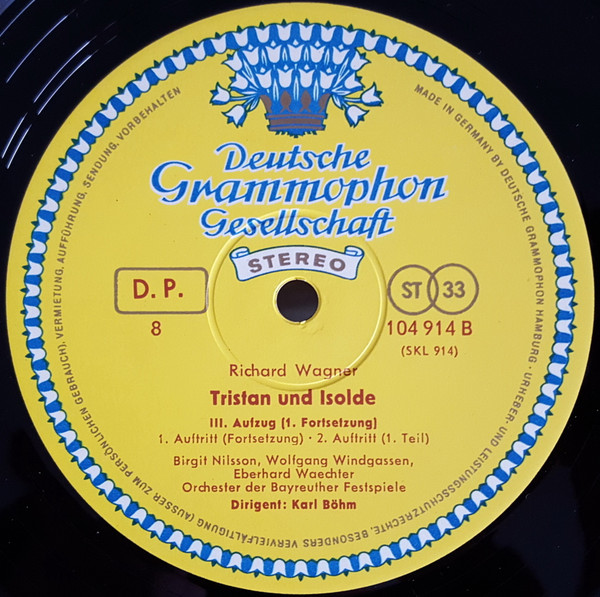 Deutsche
Grammophon
Gesellschaft
STEREO
D. P.
8
ST 33
104 914 B
(SKL 914)
Richard Wagner
Tristan und Isolde
III. Aufzug (1. Fortsetzung)
1. Auftritt (Fortsetzung) · 2. Auftritt (1. Teil)
Birgit Nilsson, Wolfgang Windgassen,
Eberhard Waechter
Orchester der Bayreuther Festspiele
Dirigent: Karl Böhm
MADE IN GERMANY BY DEUTSCHE GRAMMOPHON HAMBURG · URHEBER- UND LEISTUNGSSCHUTZRECHTE, BESONDERS VERVIELFÄLTIGUNG (AUSSER ZUM PERSÖNLICHEN GEBRAUCH), VERMIETUNG, AUFFÜHRUNG, SENDUNG, VORBEHALTEN